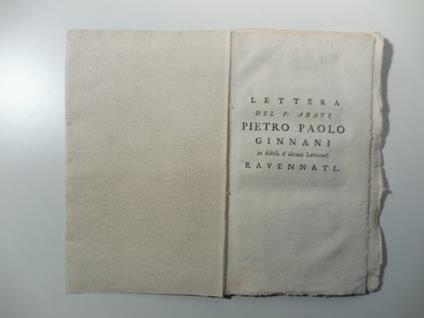 LETTERA
DEL P. ABATE
PIETRO PAOLO
GINNANI
in difesa d'alcuni Letterati
RAVENNATI.